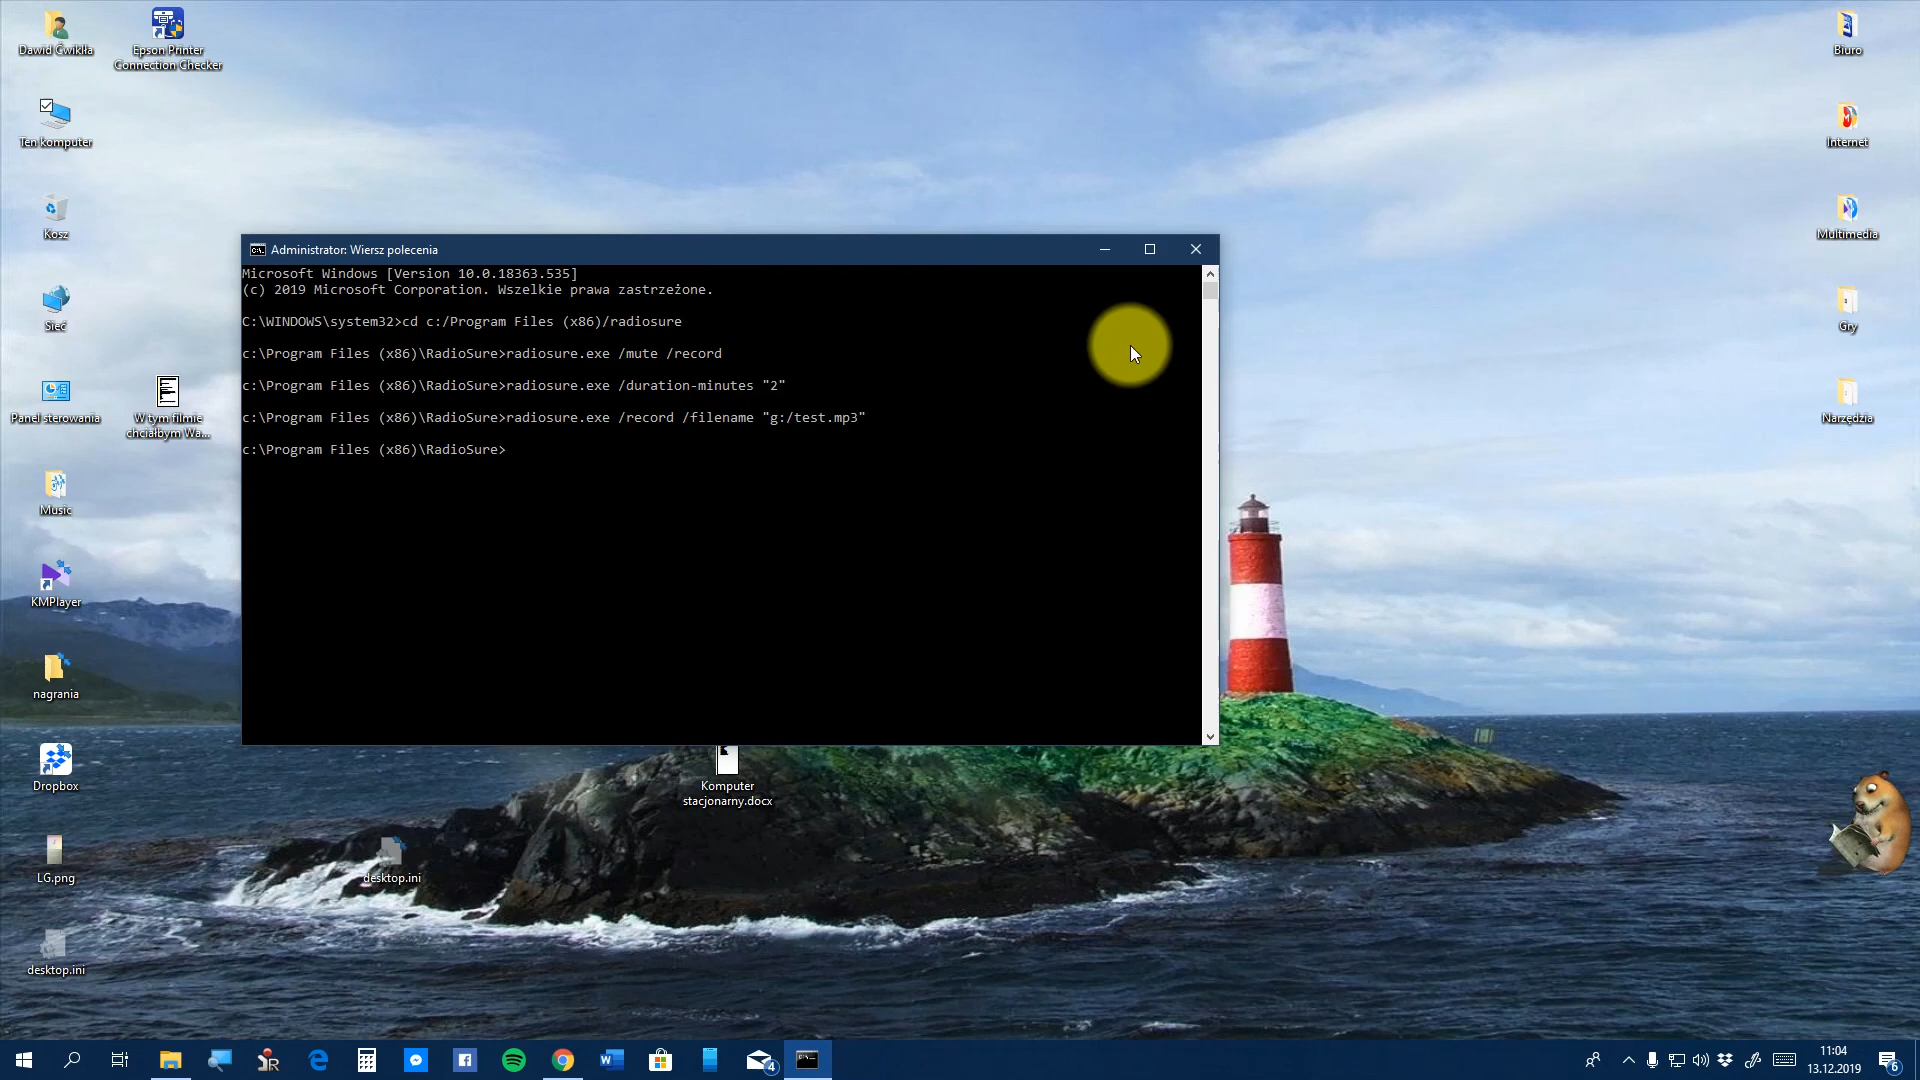 Dawid Ćwikła
Epson Printer
Connection Checker
Biuro
Ten komputer
Internet
Kosz
Multimedia
Administrator: Wiersz polecenia
Microsoft Windows [Version 10.0.18363.535]
(c) 2019 Microsoft Corporation. Wszelkie prawa zastrzeżone.
C:\WINDOWS\system32>cd c:/Program Files (x86)/radiosure
c:\Program Files (x86)\RadioSure>radiosure.exe /mute /record
c:\Program Files (x86)\RadioSure>radiosure.exe /duration-minutes "2"
c:\Program Files (x86)\RadioSure>radiosure.exe /record /filename "g:/test.mp3"
c:\Program Files (x86)\RadioSure>
Sieć
Gry
Panel sterowania
W tym filmie
chciałbym Wa...
Narzędzia
Music
KMPlayer
nagrania
Dropbox
Komputer
stacjonarny.docx
LG.png
desktop.ini
desktop.ini
4
11:04
13.12.2019
6